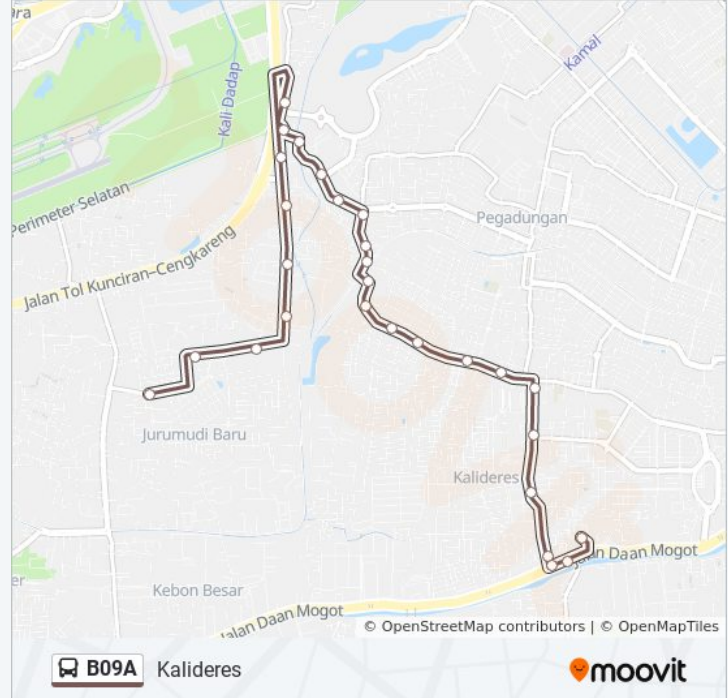 ara
Kamal
Kali Dadap
Perimeter Selatan
Pegadungan
Jalan Tol Kunciran–Cengkareng
Jurumudi Baru
Kalideres
Jalan Daan Mogot
er
Kebon Besar
Jalan Daan Mogot
© OpenStreetMap contributors | © OpenMapTiles
B09A Kalideres
moovit